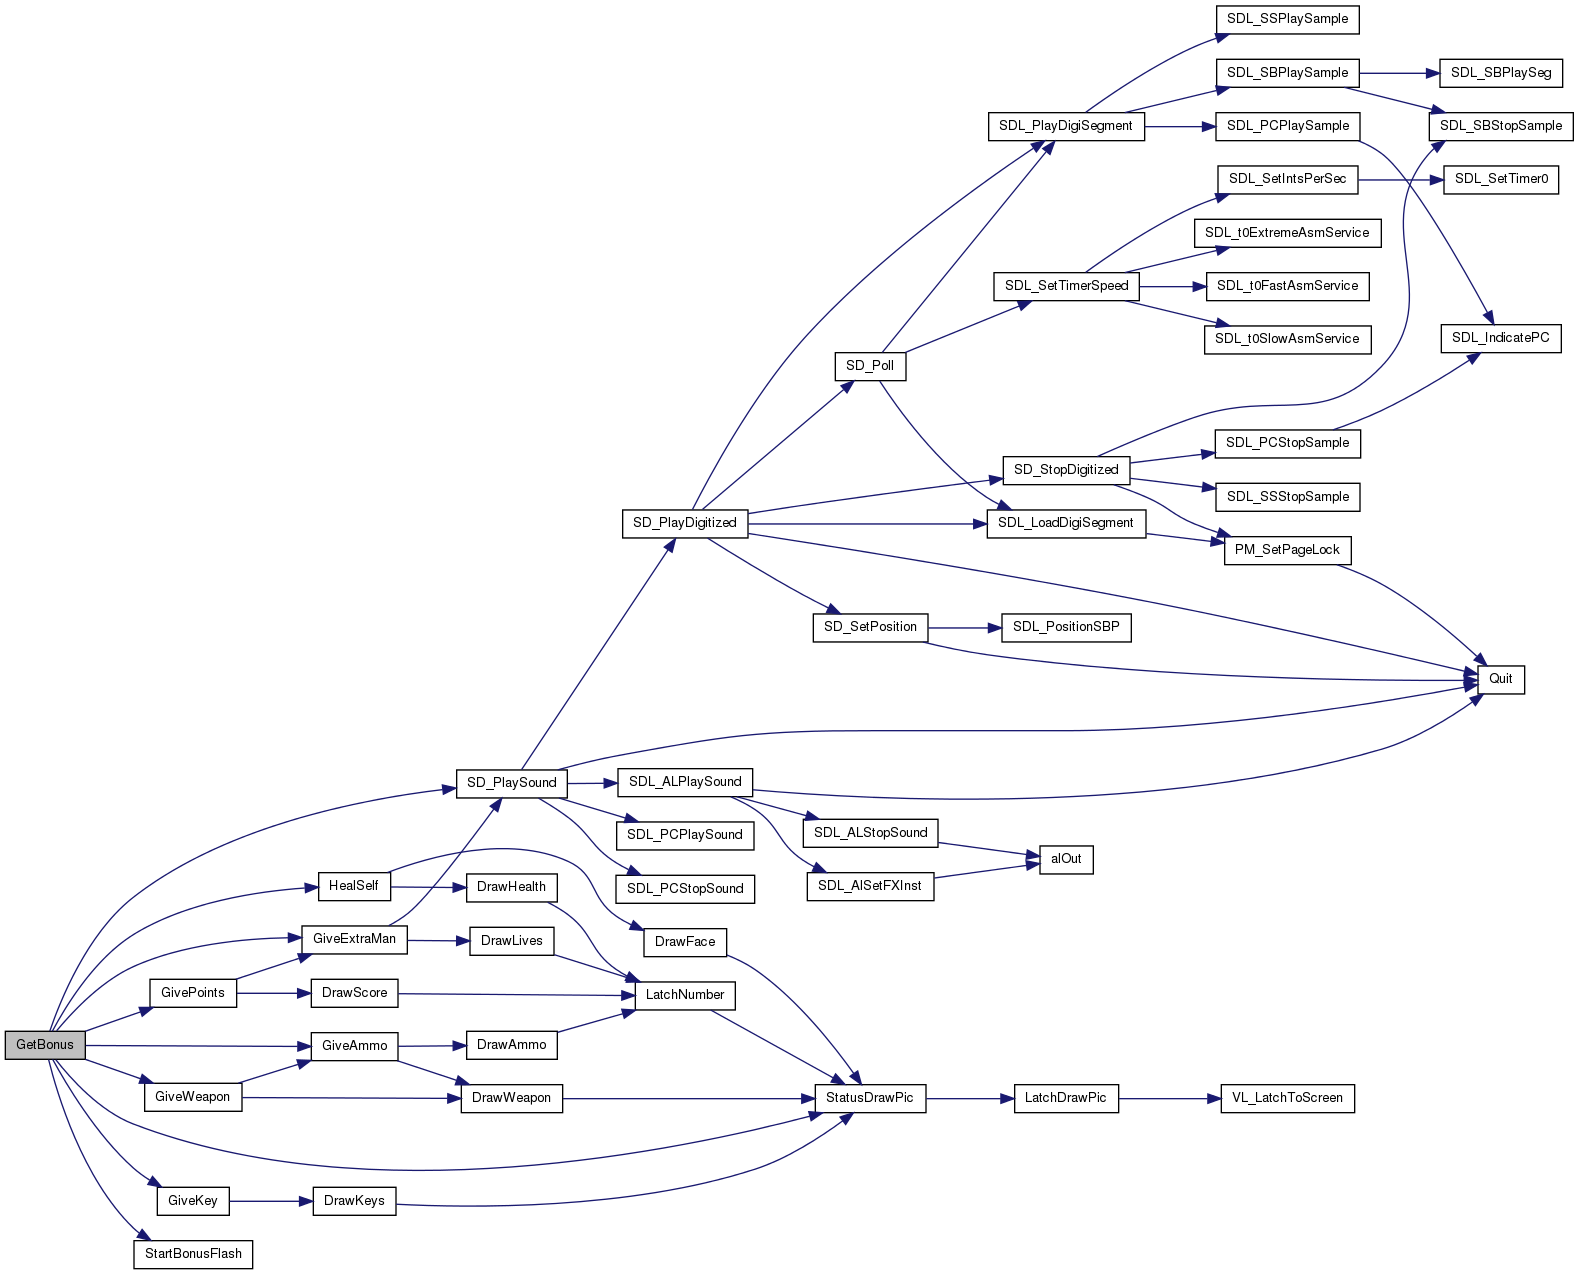 SDL_SSPlaySample
SDL_SBPlaySample
SDL_SBPlaySeg
SDL_PlayDigiSegment
SDL_PCPlaySample
SDL_SBStopSample
SDL_SetIntsPerSec
SDL_SetTimer0
SDL_t0ExtremeAsmService
SDL_SetTimerSpeed
SDL_t0FastAsmService
SDL_t0SlowAsmService
SDL_IndicatePC
SD_Poll
SDL_PCStopSample
SD_StopDigitized
SDL_SSStopSample
SD_PlayDigitized
SDL_LoadDigiSegment
PM_SetPageLock
SD_SetPosition
SDL_PositionSBP
Quit
SD_PlaySound
SDL_ALPlaySound
SDL_PCPlaySound
SDL_ALStopSound
alOut
HealSelf
DrawHealth
SDL_PCStopSound
SDL_AlSetFXInst
GiveExtraMan
DrawLives
DrawFace
GivePoints
DrawScore
LatchNumber
GetBonus
GiveAmmo
DrawAmmo
GiveWeapon
DrawWeapon
StatusDrawPic
LatchDrawPic
VL_LatchToScreen
GiveKey
DrawKeys
StartBonusFlash